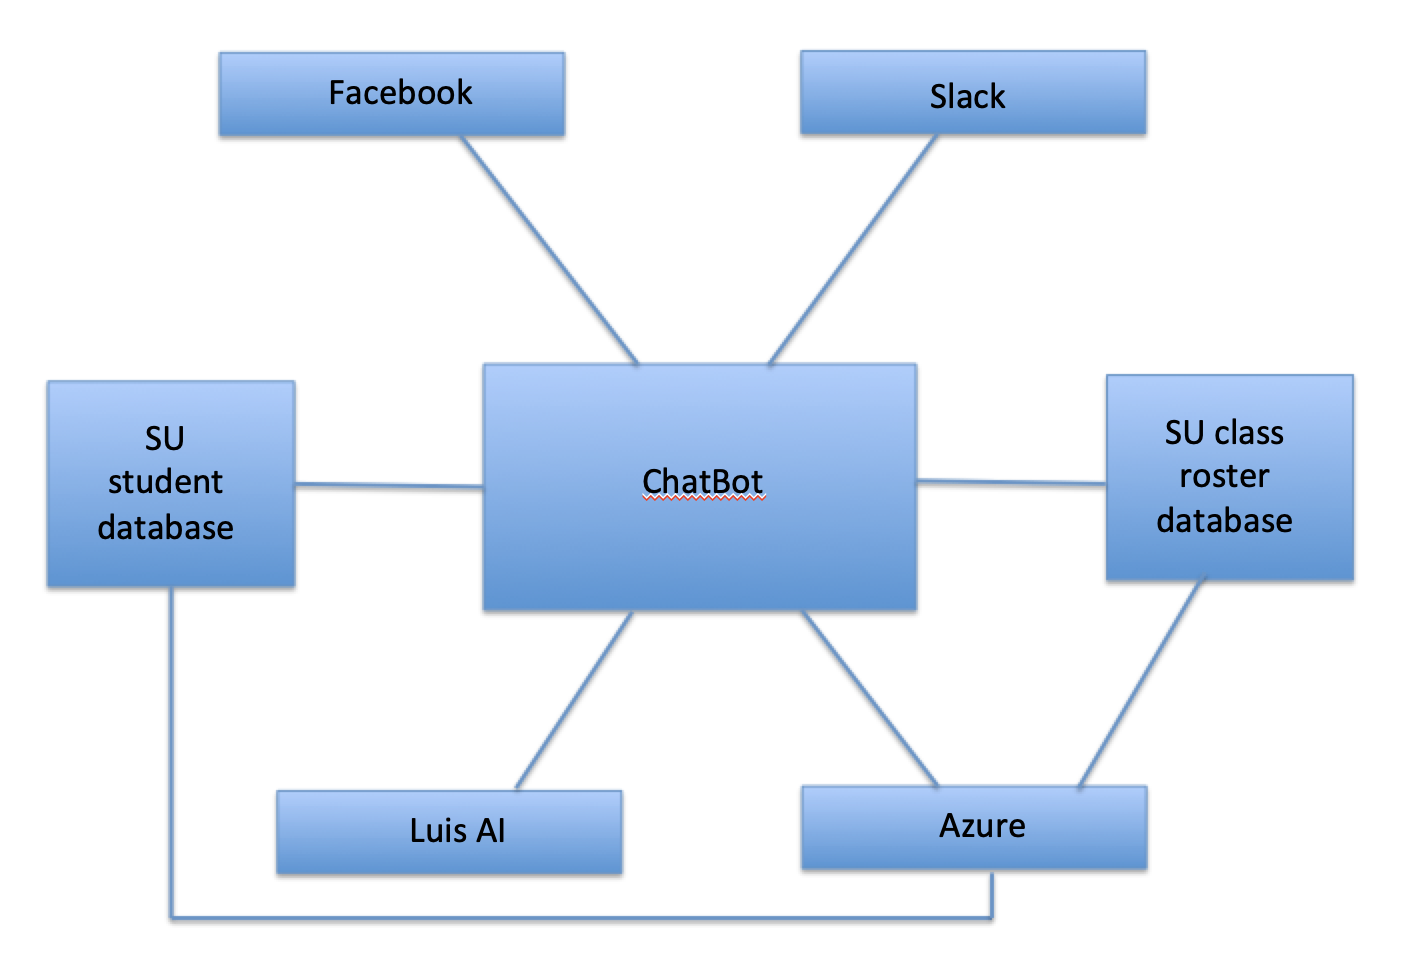 Facebook
Slack
SU
student
database
ChatBot
SU class
roster
database
Luis AI
Azure